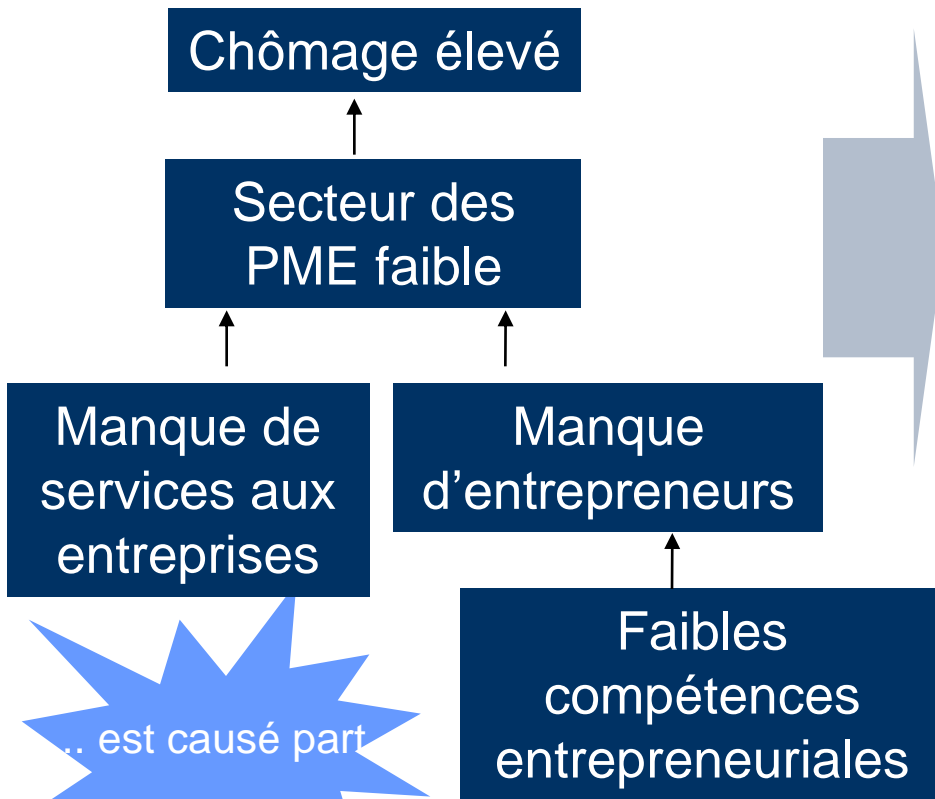 Chômage élevé
Secteur des
PME faible
Manque de
services aux
entreprises
Manque
d’entrepreneurs
Faibles
compétences
entrepreneuriales
.. est causé part